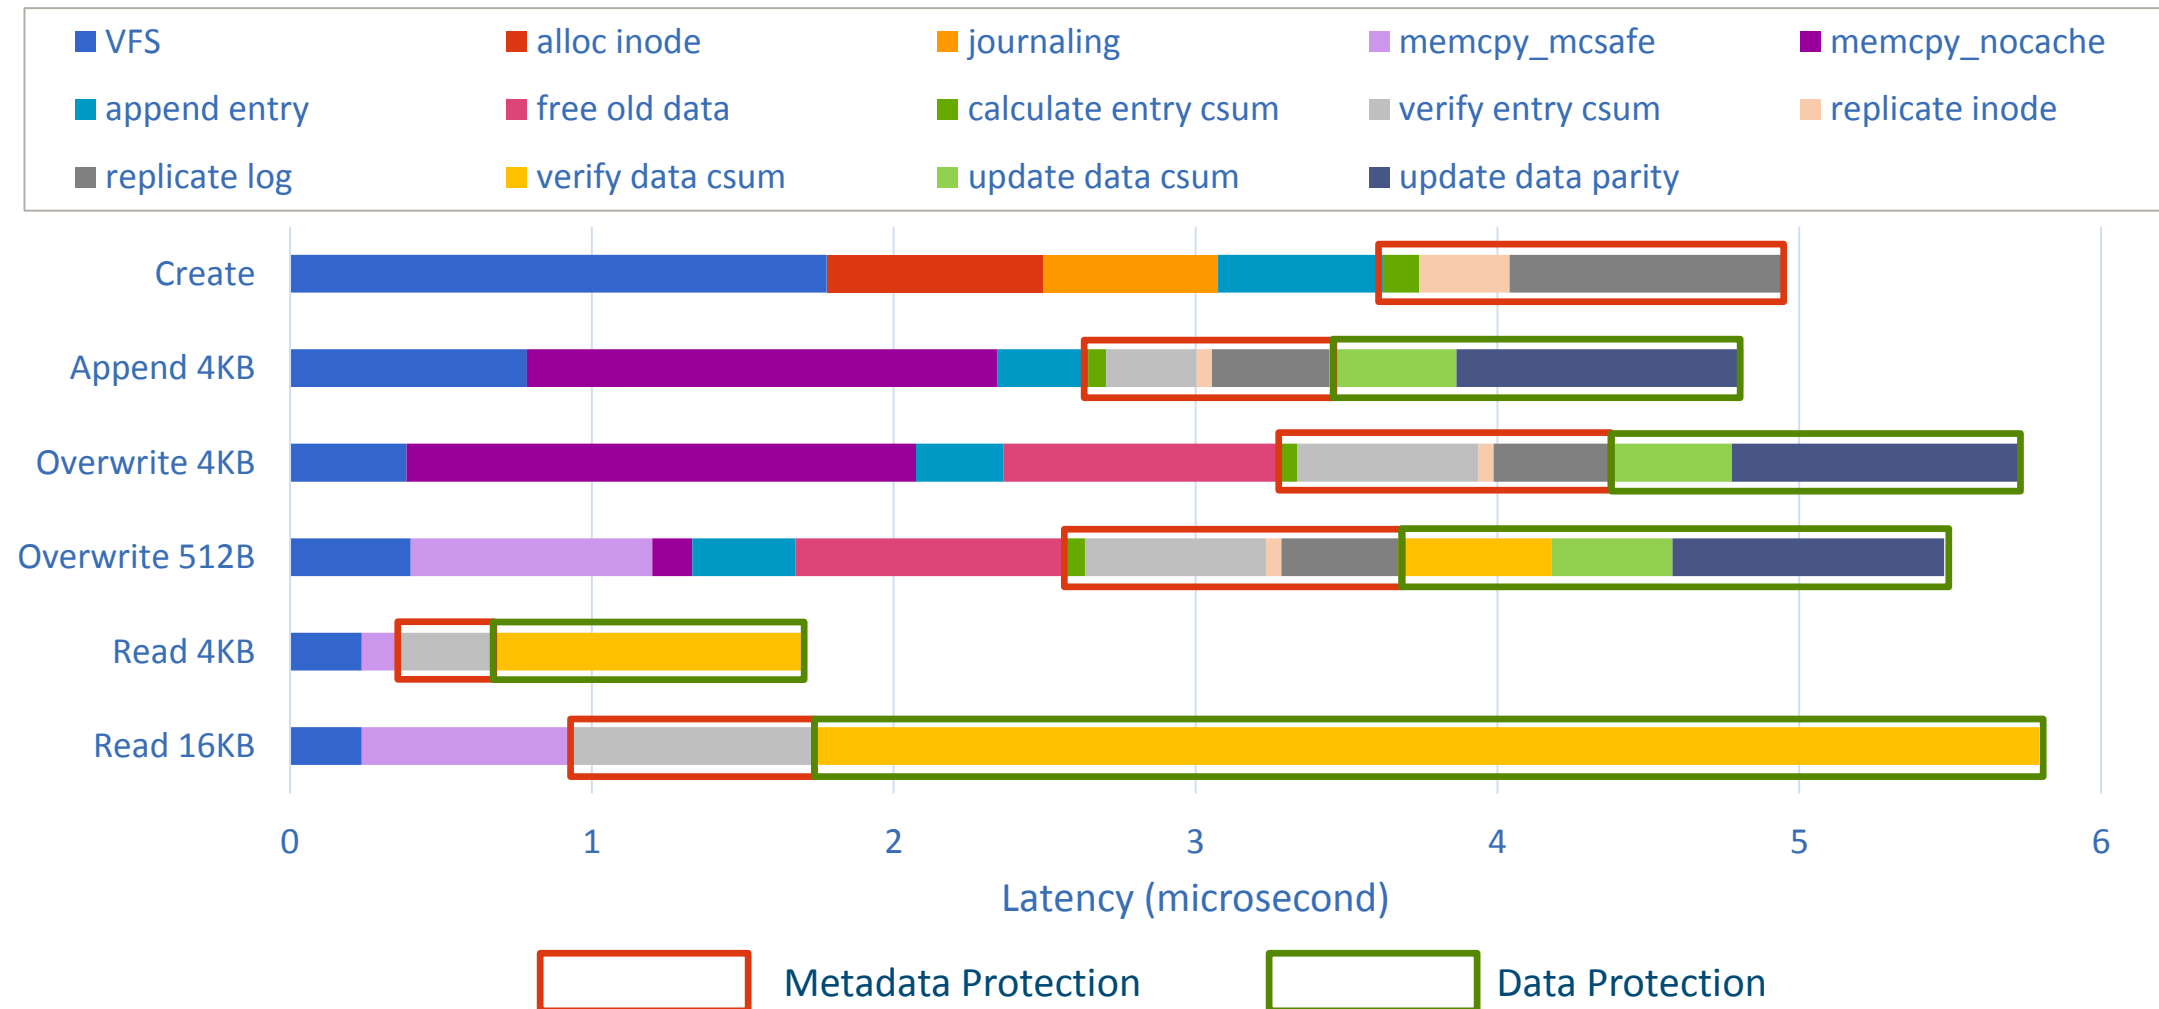 VFS alloc inode journaling memcpy_mcsafe memcpy_nocache
append entry free old data calculate entry csum verify entry csum replicate inode
replicate log verify data csum update data csum update data parity
Create
Append 4KB
Overwrite 4KB
Overwrite 512B
Read 4KB
Read 16KB
0 1 2 3 4 5 6
Latency (microsecond)
Metadata Protection Data Protection